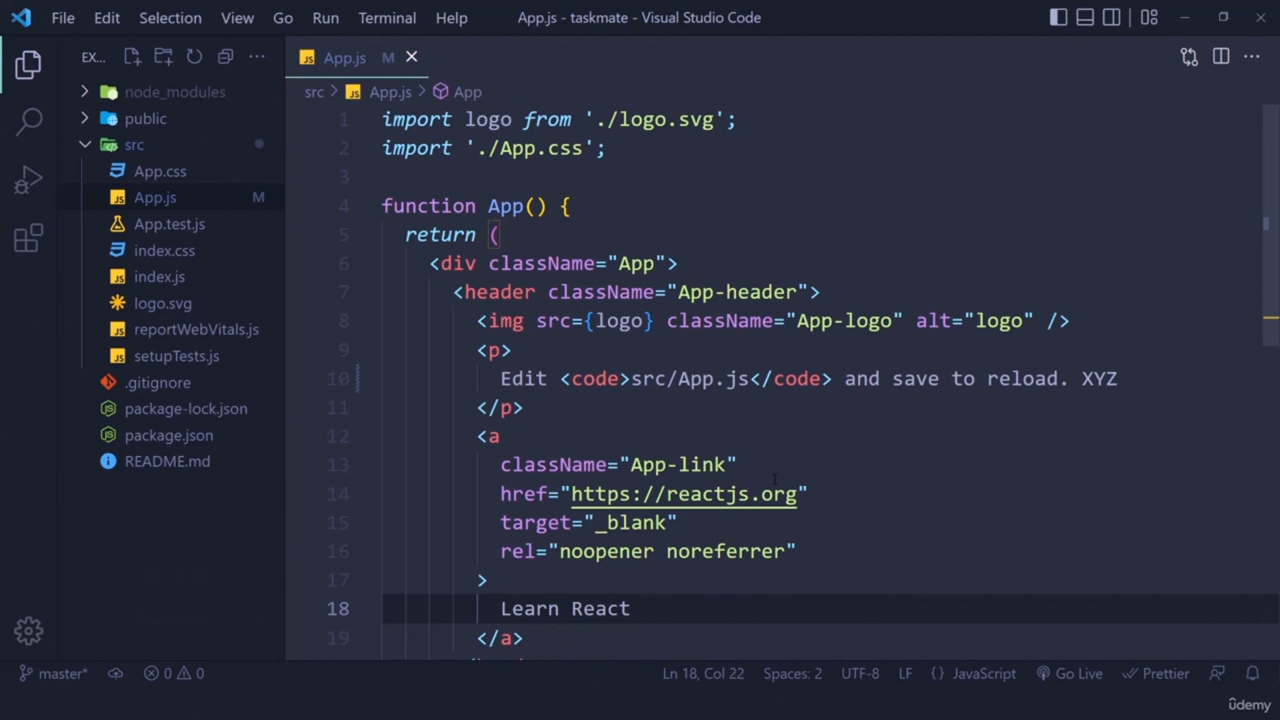 File Edit Selection View Go Run Terminal Help App.js - taskmate - Visual Studio Code
EX...
JS App.js M
src > JS App.js > App
node_modules
public
src
App.css
JS App.js M
App.test.js
index.css
JS index.js
logo.svg
JS reportWebVitals.js
JS setupTests.js
.gitignore
package-lock.json
package.json
README.md
1 import logo from './logo.svg';
2 import './App.css';
3
4 function App() {
5 return (
6 <div className="App">
7 <header className="App-header">
8 <img src={logo} className="App-logo" alt="logo" />
9 <p>
10 Edit <code>src/App.js</code> and save to reload. XYZ
11 </p>
12 <a
13 className="App-link"
14 href="https://reactjs.org"
15 target="_blank"
16 rel="noopener noreferrer"
17 >
18 Learn React
19 </a>
master* 0 0 Ln 18, Col 22 Spaces: 2 UTF-8 LF {} JavaScript Go Live Prettier
ûdemy